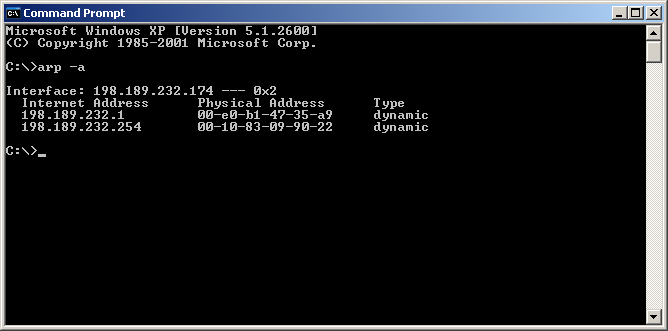 Command Prompt
Microsoft Windows XP [Version 5.1.2600]
(C) Copyright 1985-2001 Microsoft Corp.
C:\>arp -a
Interface: 198.189.232.174 --- 0x2
Internet Address Physical Address Type
198.189.232.1 00-e0-b1-47-35-a9 dynamic
198.189.232.254 00-10-83-09-90-22 dynamic
C:\>_